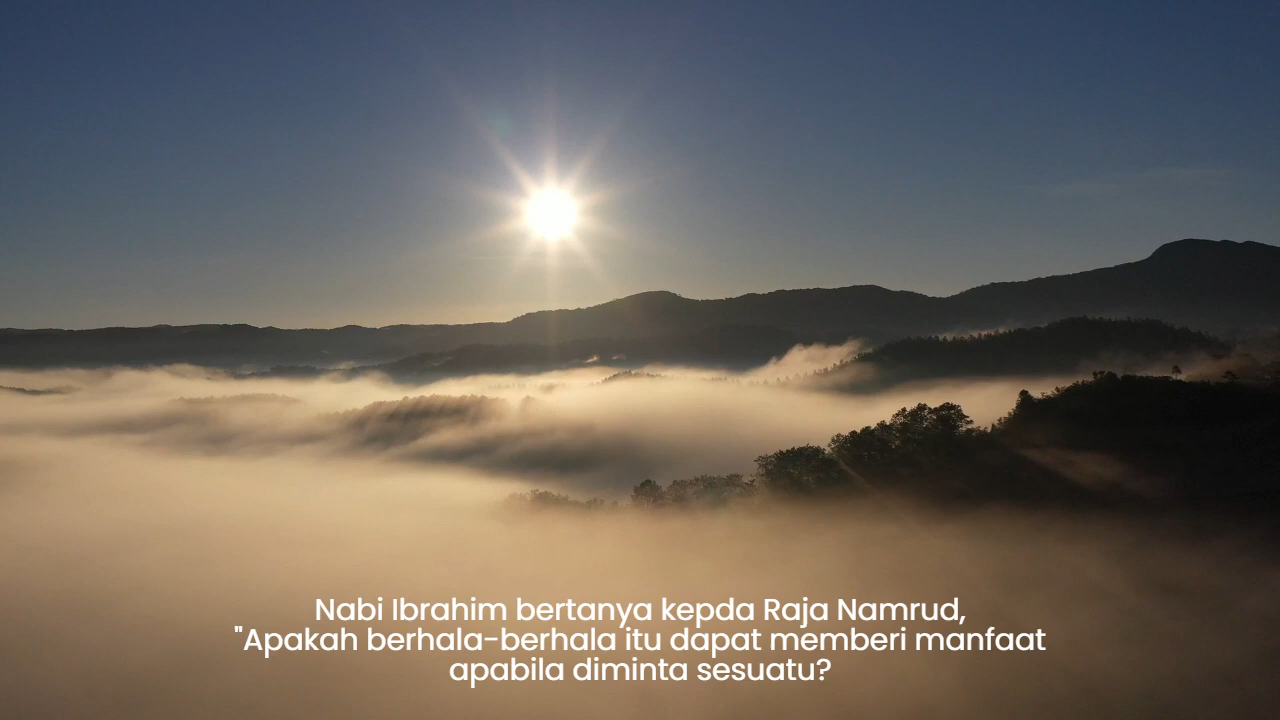 Nabi Ibrahim bertanya kepda Raja Namrud,
"Apakah berhala-berhala itu dapat memberi manfaat
apabila diminta sesuatu?